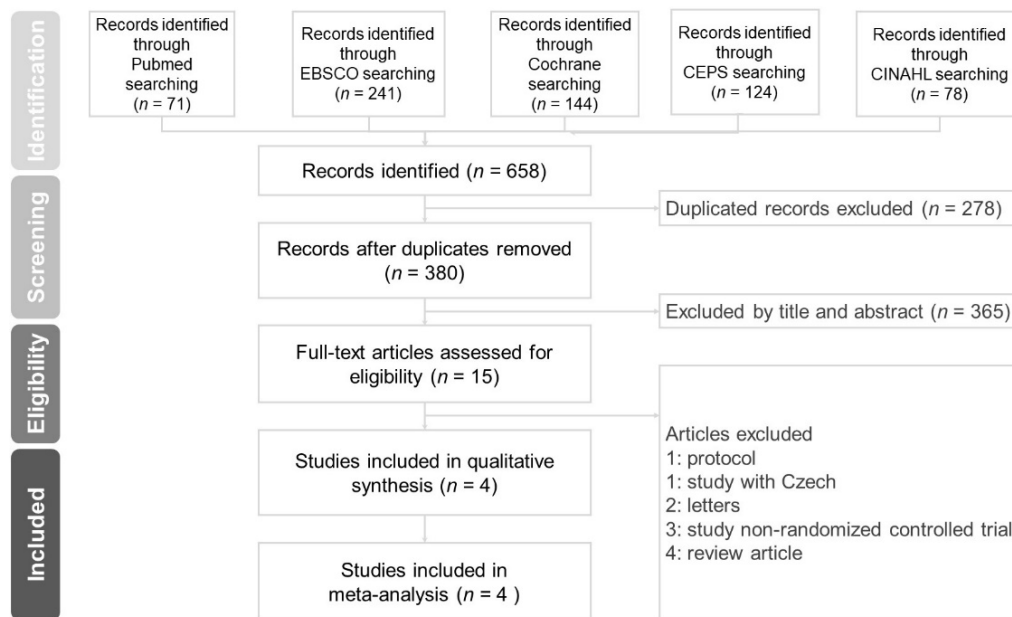 Identification
Records identified
through
Pubmed
searching
(n = 71)
Records identified
through
EBSCO searching
(n = 241)
Records identified
through
Cochrane
searching
(n = 144)
Records identified
through
CEPS searching
(n = 124)
Records identified
through
CINAHL searching
(n = 78)
Records identified (n = 658)
Screening
Duplicated records excluded (n = 278)
Records after duplicates removed
(n = 380)
Excluded by title and abstract (n = 365)
Eligibility
Full-text articles assessed for
eligibility (n = 15)
Articles excluded
1: protocol
1: study with Czech
2: letters
3: study non-randomized controlled trial
4: review article
Included
Studies included in qualitative
synthesis (n = 4)
Studies included in
meta-analysis (n = 4 )